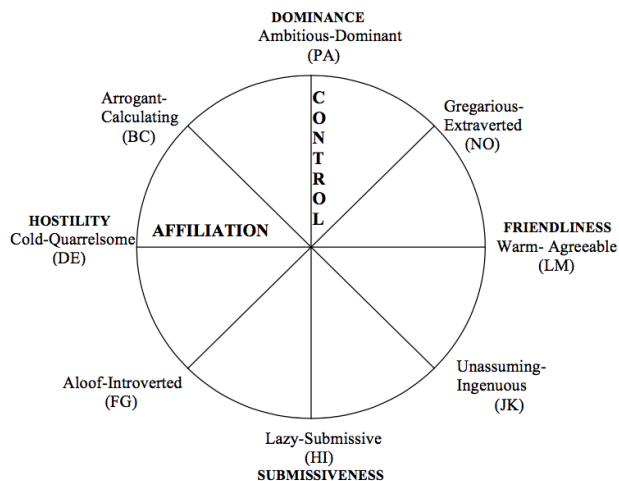 DOMINANCE
Ambitious-Dominant
(PA)
Arrogant-
Calculating
(BC)
CONTROL
Gregarious-
Extraverted
(NO)
HOSTILITY
Cold-Quarrelsome
(DE)
AFFILIATION
FRIENDLINESS
Warm- Agreeable
(LM)
Aloof-Introverted
(FG)
Unassuming-
Ingenuous
(JK)
Lazy-Submissive
(HI)
SUBMISSIVENESS